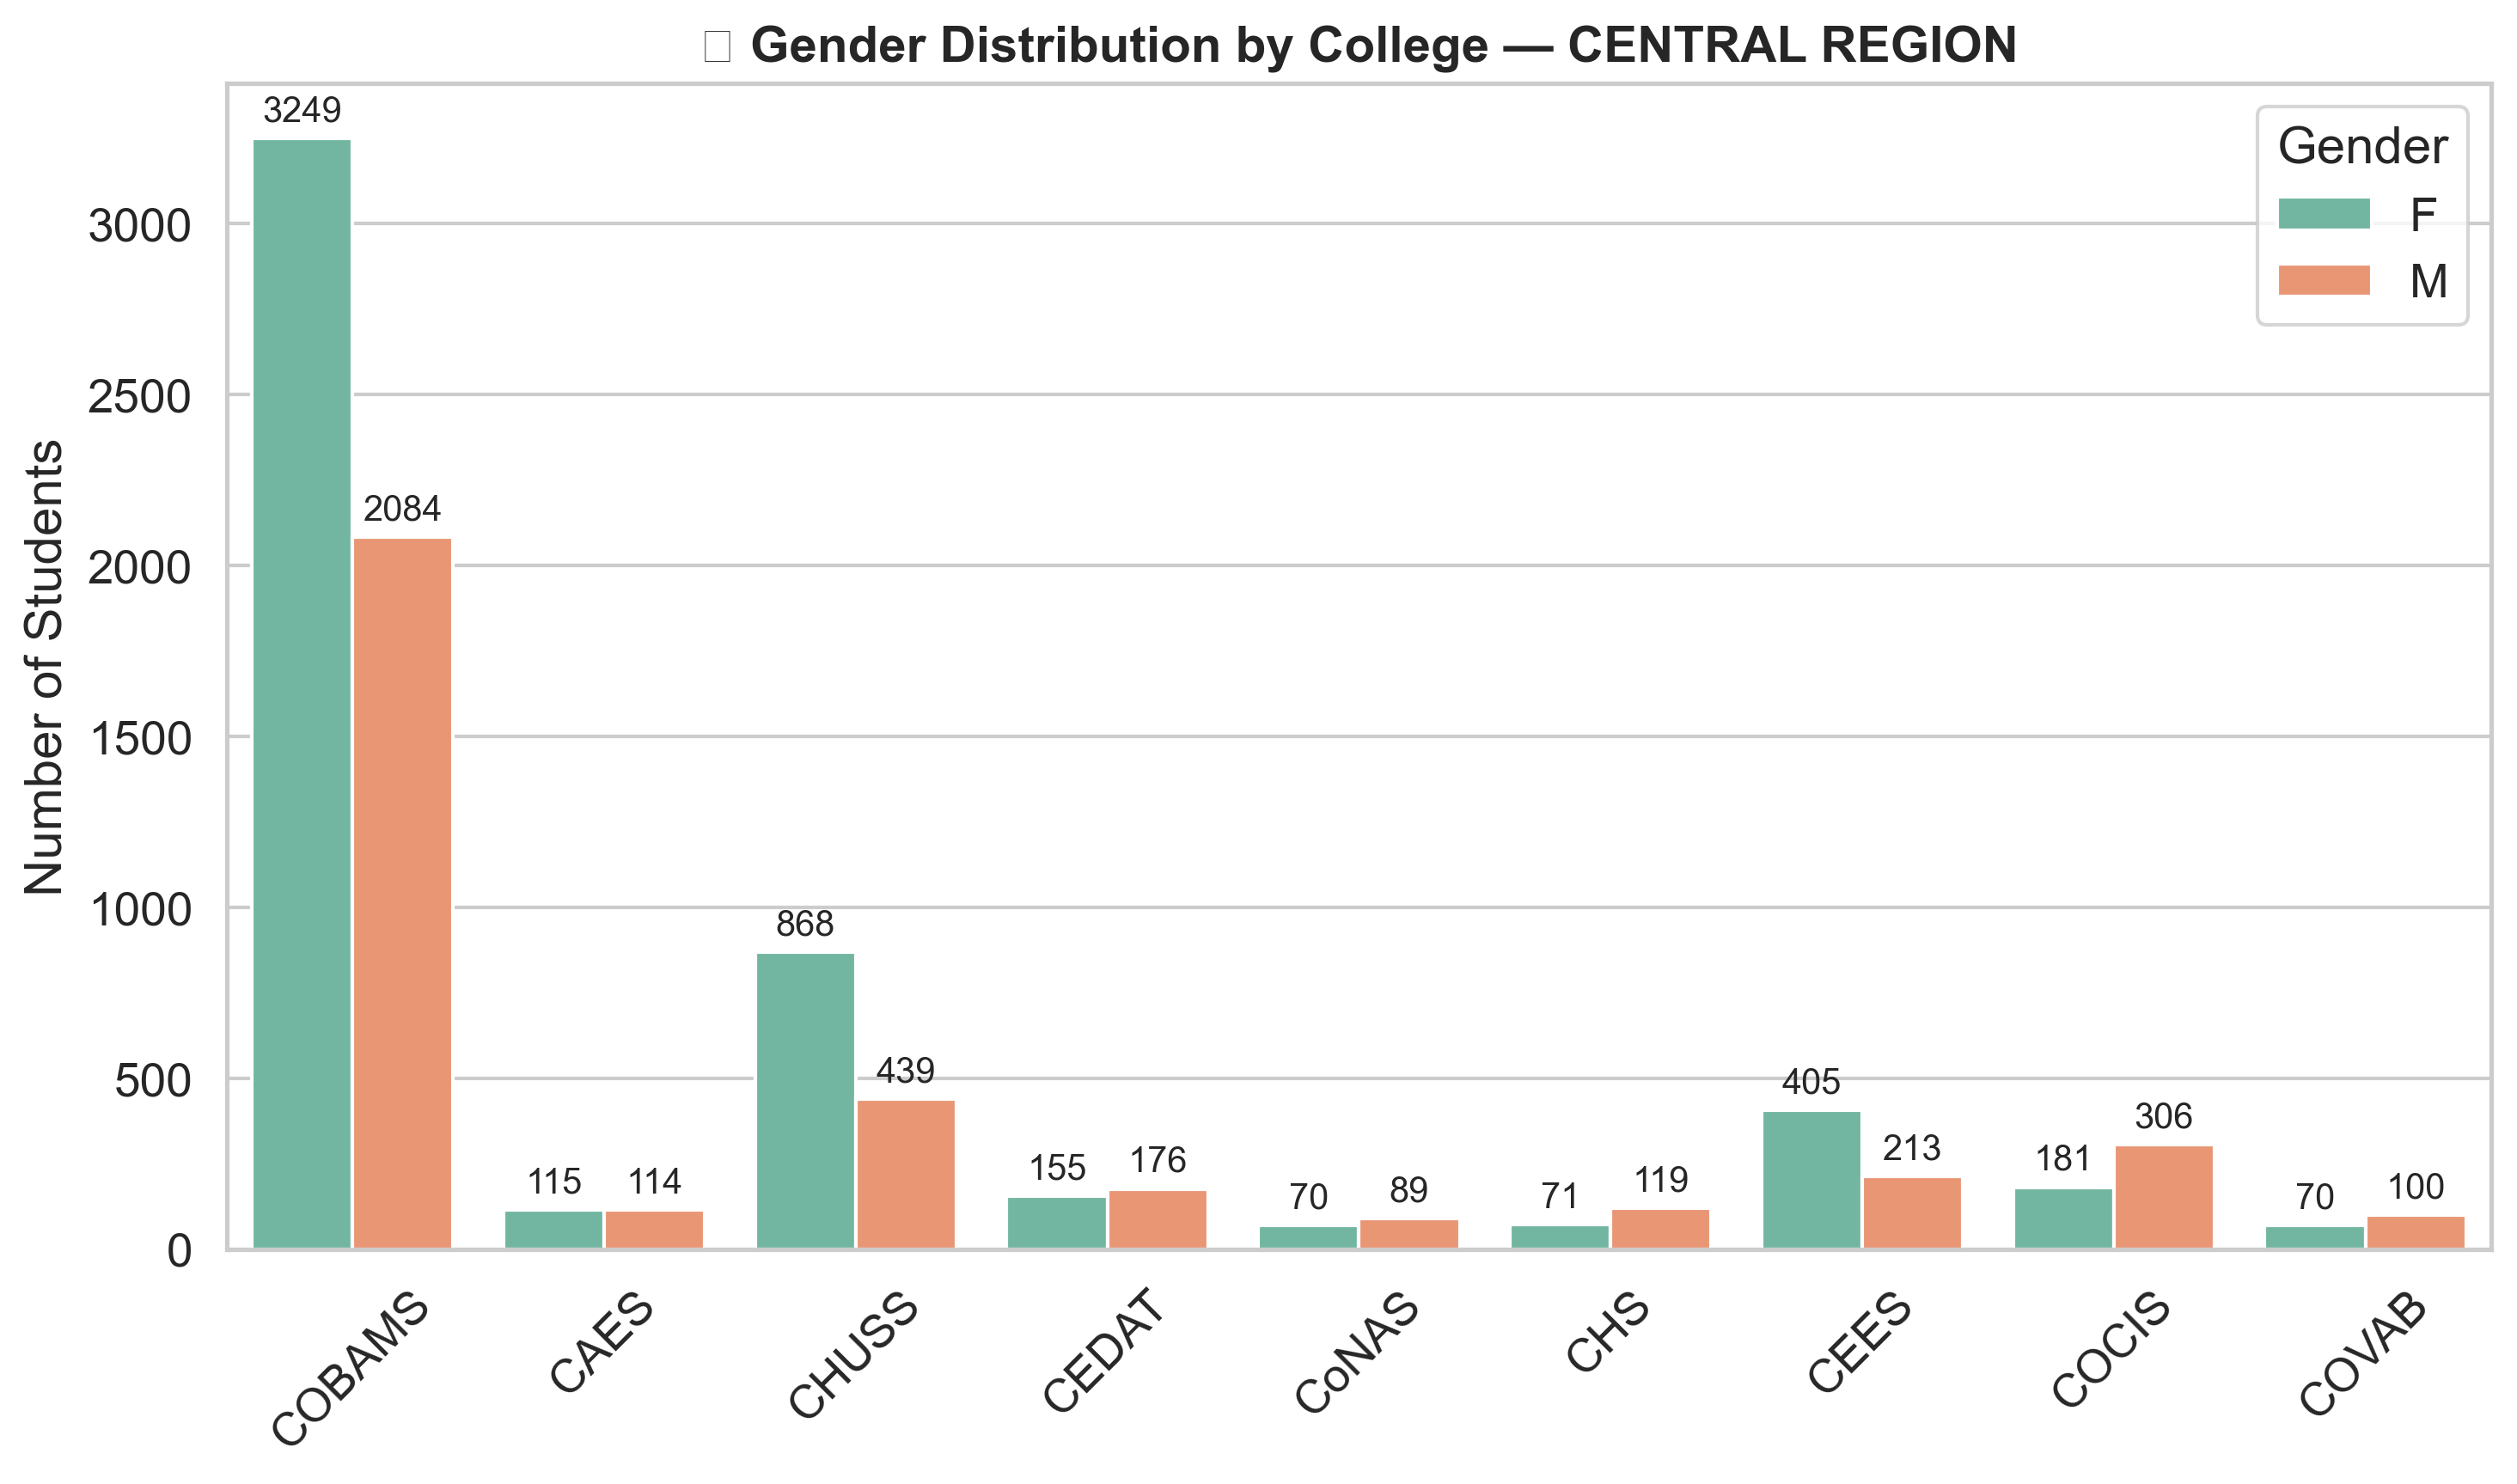 Gender Distribution by College — CENTRAL REGION
Number of Students
3000
2500
2000
1500
1000
500
0
3249
2084
115
114
868
439
155
176
70
89
71
119
405
213
181
306
70
100
COBAMS
CAES
CHUSS
CEDAT
CoNAS
CHS
CEES
COCIS
COVAB
Gender
F
M